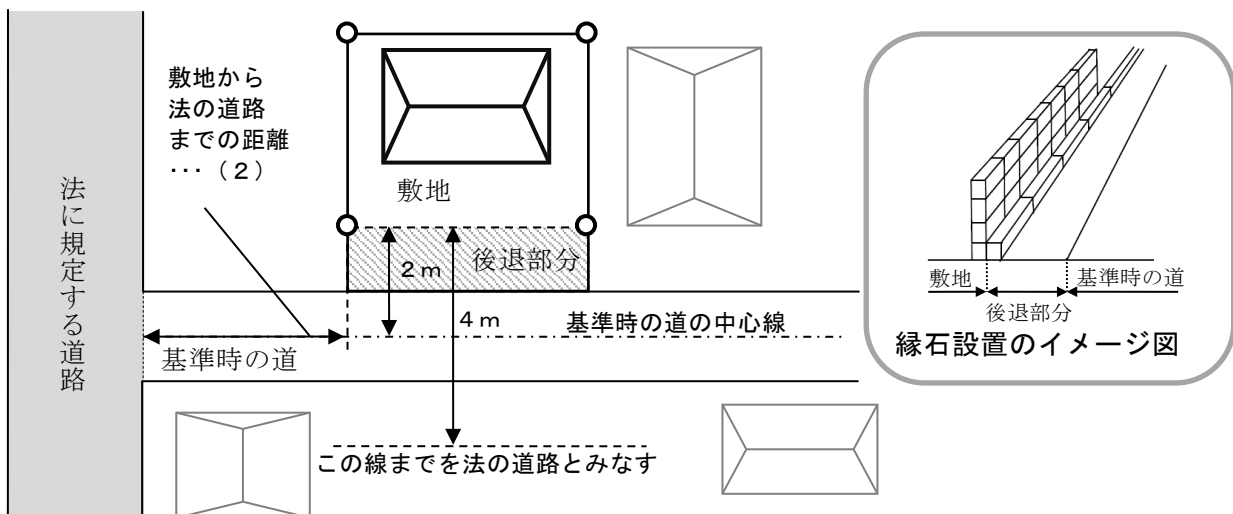 法に規定する道路
敷地から
法の道路
までの距離
···（２）
敷地
後退部分
２ｍ
４ｍ
基準時の道の中心線
基準時の道
この線までを法の道路とみなす
敷地
基準時の道
後退部分
縁石設置のイメージ図